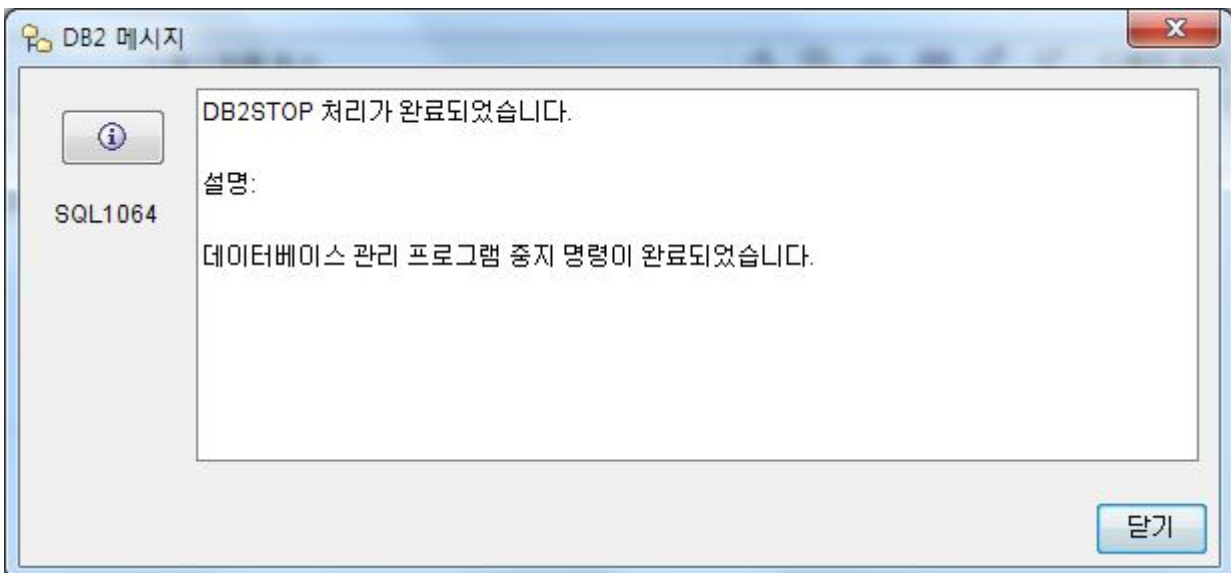 DB2 메시지
DB2STOP 처리가 완료되었습니다.
설명:
SQL1064
데이터베이스 관리 프로그램 중지 명령이 완료되었습니다.
닫기